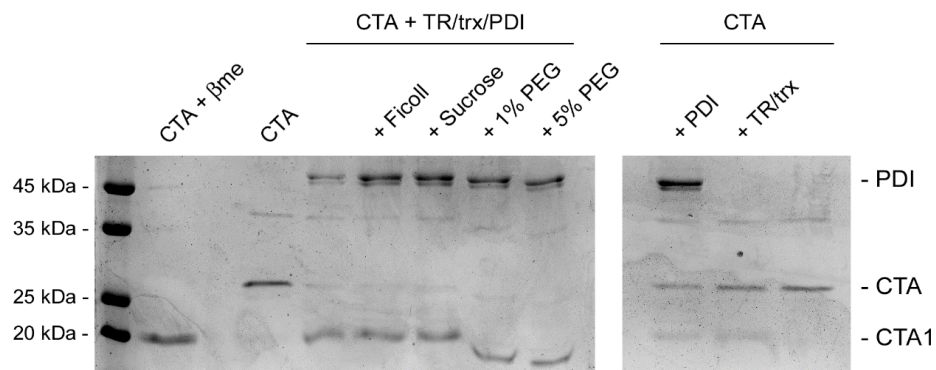 CTA + TR/trx/PDI
CTA
CTA + βme
CTA
+ Ficoll
+ Sucrose
+ 1% PEG
+ 5% PEG
+ PDI
+ TR/trx
45 kDa -
35 kDa -
25 kDa -
20 kDa -
- PDI
- CTA
- CTA1